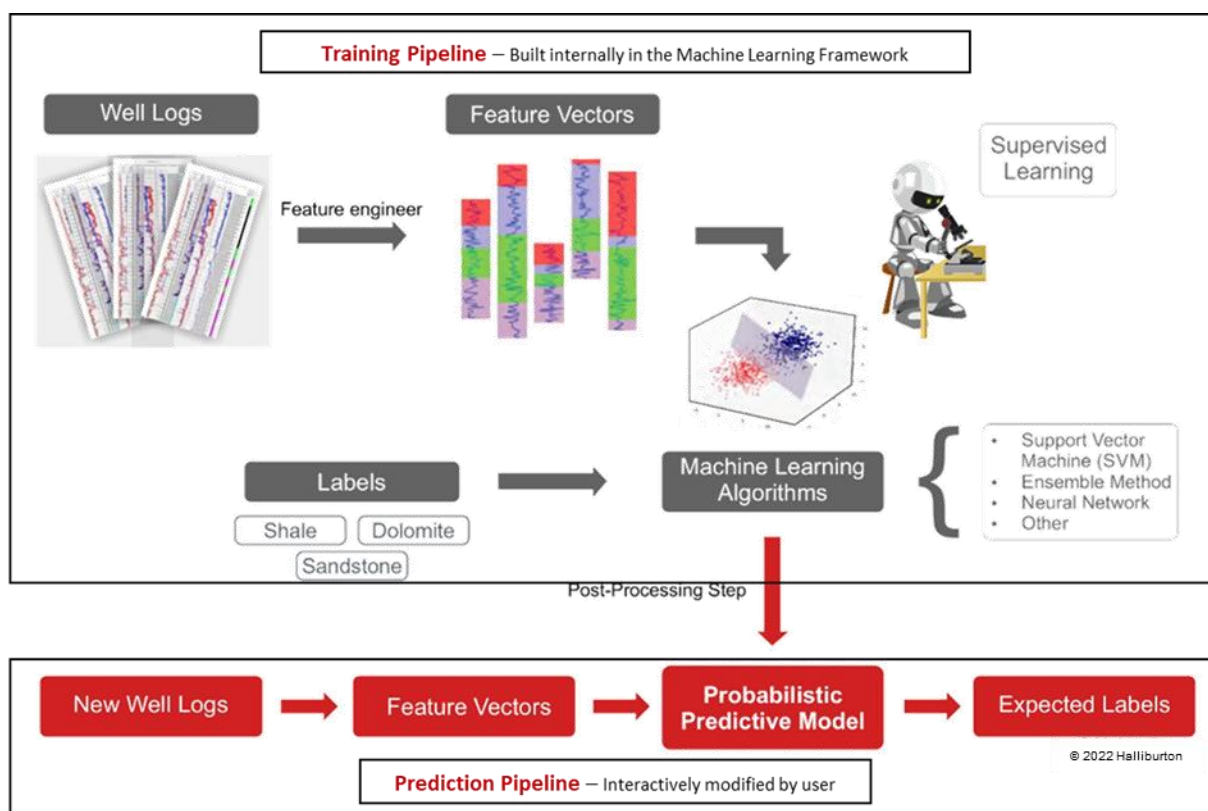 Training Pipeline – Built internally in the Machine Learning Framework
Well Logs
Feature Vectors
Supervised
Learning
Feature engineer
Labels
Shale
Dolomite
Sandstone
Machine Learning
Algorithms
• Support Vector
Machine (SVM)
• Ensemble Method
• Neural Network
• Other
Post-Processing Step
New Well Logs
Feature Vectors
Probabilistic
Predictive Model
Expected Labels
© 2022 Halliburton
Prediction Pipeline – Interactively modified by user